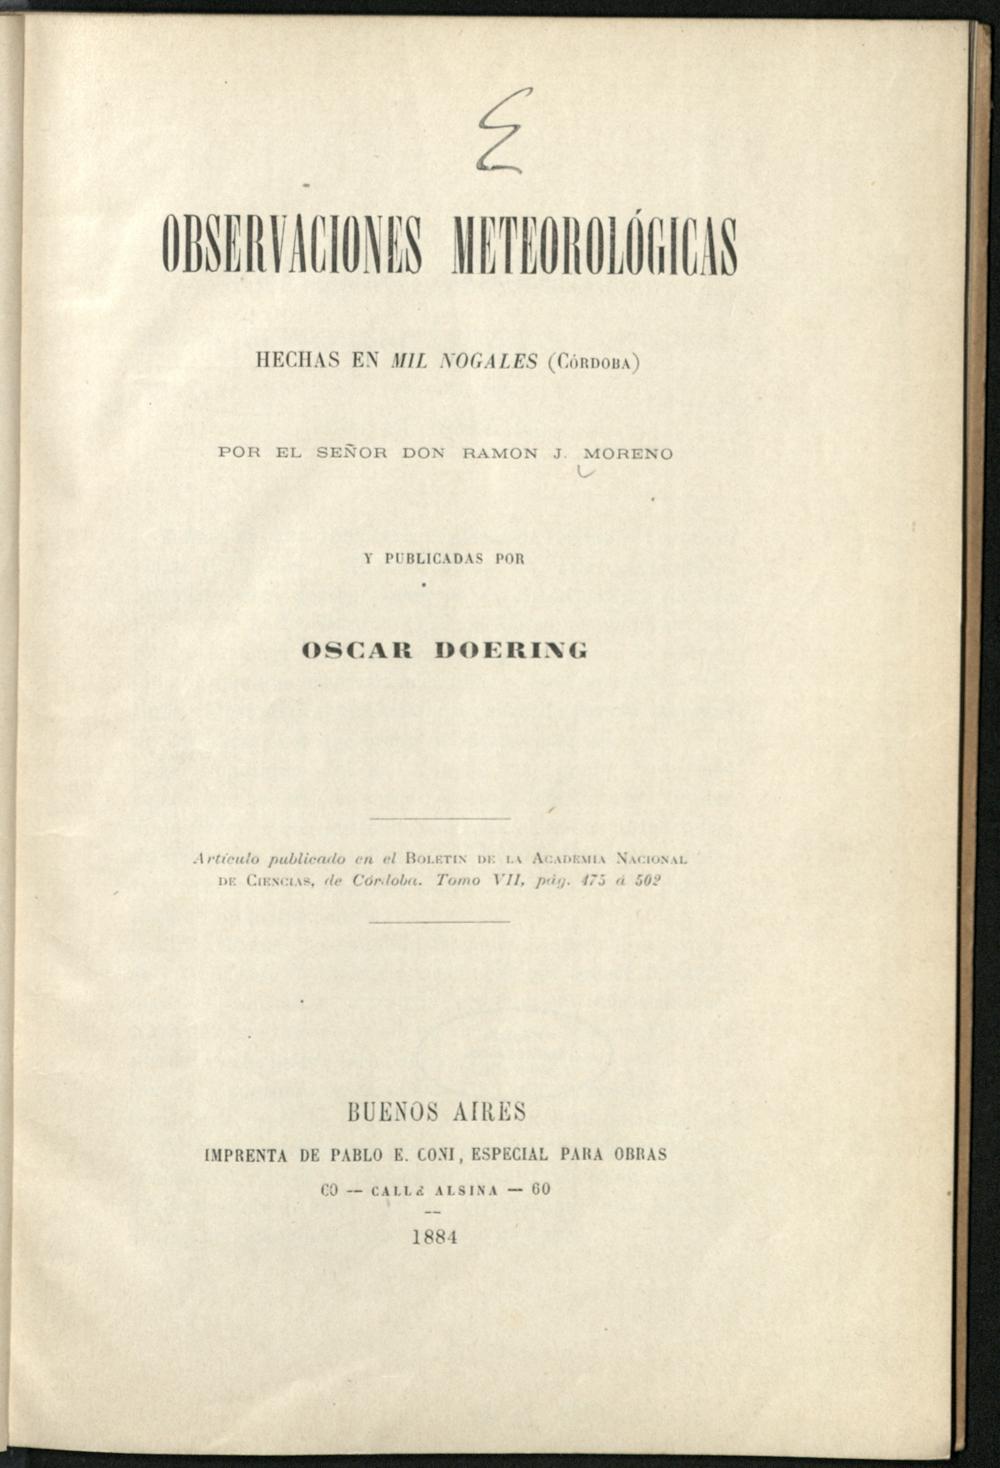 OBSERVACIONES METEOROLÓGICAS
HECHAS EN MIL NOGALES (CÓRDOBA)
POR EL SEÑOR DON RAMON J. MORENO
Y PUBLICADAS POR
OSCAR DOERING
Artículo publicado en el BOLETIN DE LA ACADEMIA NACIONAL
DE CIENCIAS, de Córdoba. Tomo VII, pág. 475 á 502
BUENOS AIRES
IMPRENTA DE PABLO E. CONI, ESPECIAL PARA OBRAS
60 — CALLE ALSINA — 60
1884